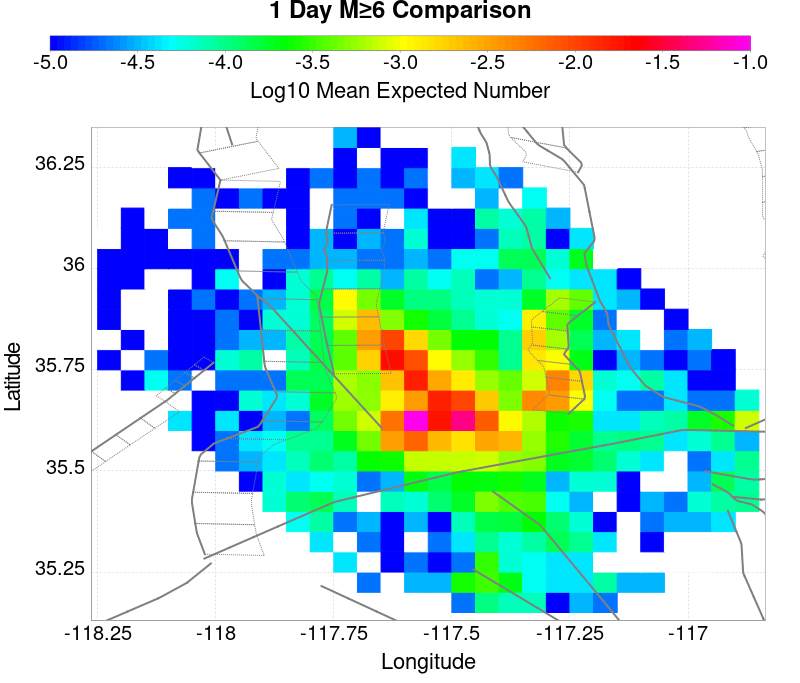 1 Day M≥6 Comparison
-5.0 -4.5 -4.0 -3.5 -3.0 -2.5 -2.0 -1.5 -1.0
Log10 Mean Expected Number
36.25
36
35.75
35.5
35.25
Latitude
-118.25 -118 -117.75 -117.5 -117.25 -117
Longitude